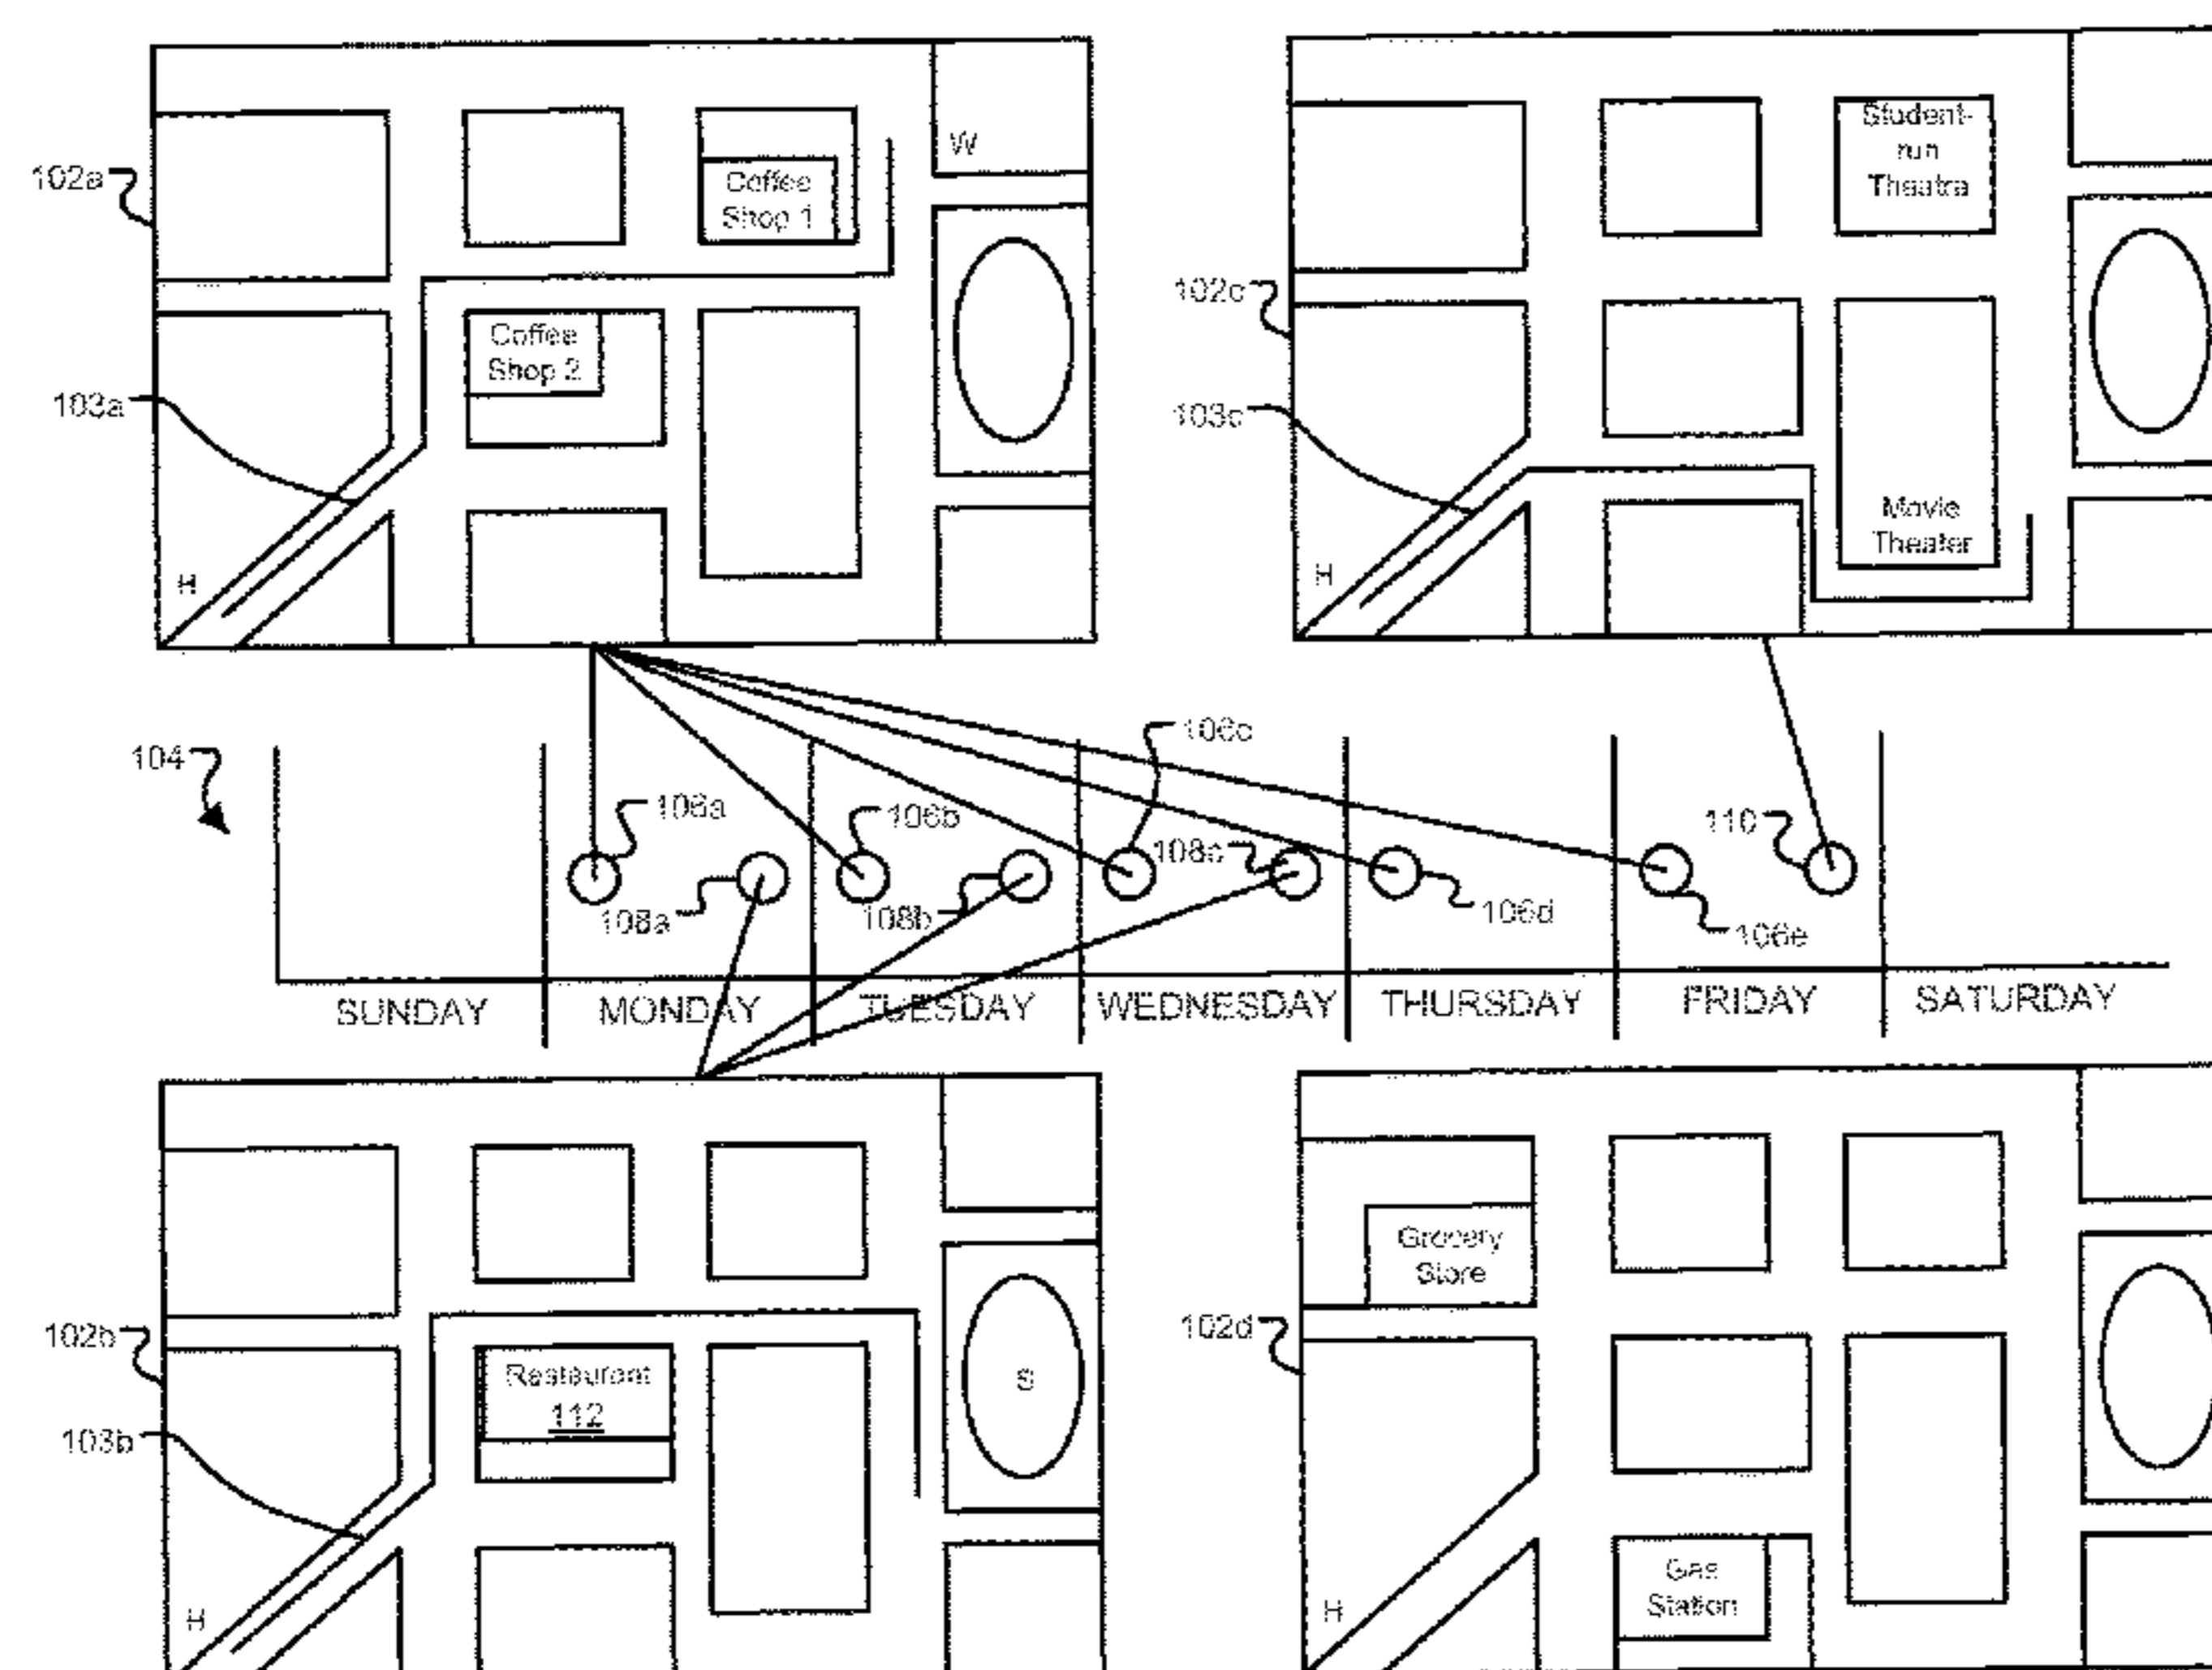 W
Coffee
Shop 1
102a
Coffee
Shop 2
103a
H
Student-
run
Theatre
102c
103c
Movie
Theater
H
104
106a
106b
106c
108a
108b
108c
106d
110
106e
SUNDAY
MONDAY
TUESDAY
WEDNESDAY
THURSDAY
FRIDAY
SATURDAY
102b
Restaurant
112
S
103b
H
Grocery
Store
102d
Gas
Station
H